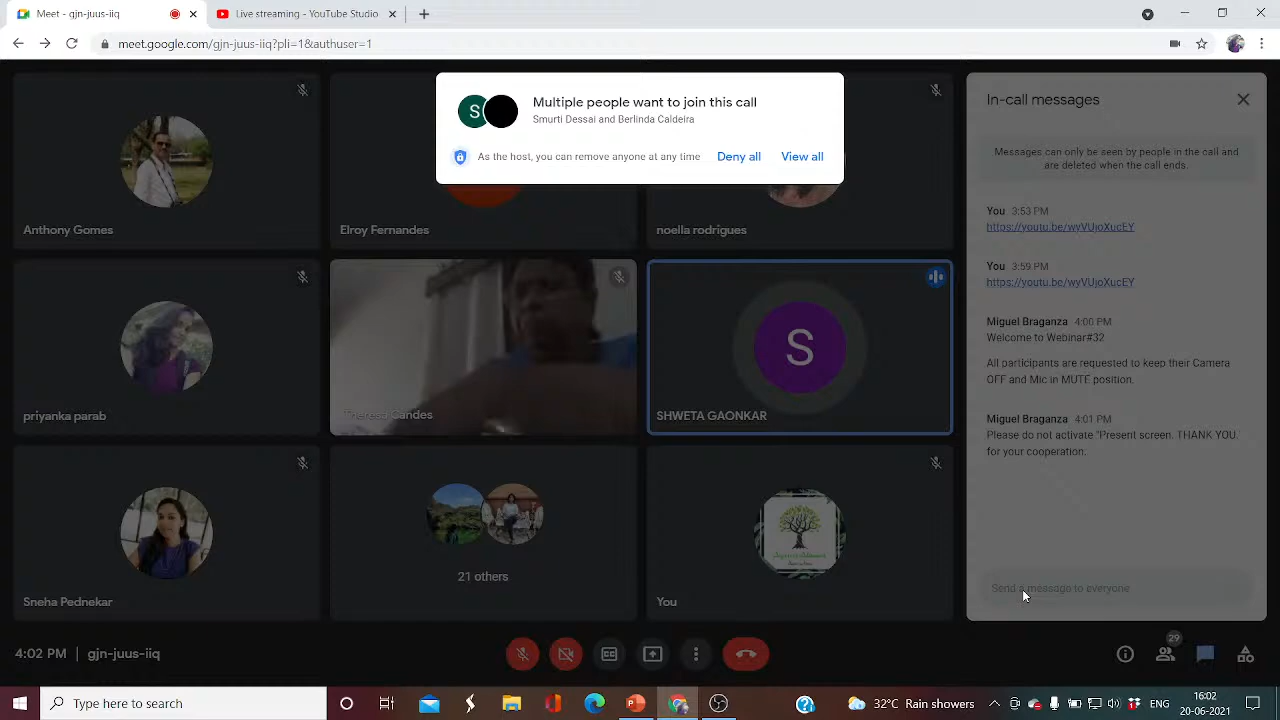 Meet - gjn-juus-iiq
Live streaming - YouTube Studio
meet.google.com/gjn-juus-iiq?pli=1&authuser=1
S
Multiple people want to join this call
Smurti Dessai and Berlinda Caldeira
As the host, you can remove anyone at any time
Deny all
View all
Anthony Gomes
Elroy Fernandes
noella rodrigues
priyanka parab
Theresa Candes
S
SHWETA GAONKAR
Sneha Pednekar
21 others
You
In-call messages
Messages can only be seen by people in the call and
are deleted when the call ends.
You 3:53 PM
https://youtu.be/wyVUjoXucEY
You 3:59 PM
https://youtu.be/wyVUjoXucEY
Miguel Braganza 4:00 PM
Welcome to Webinar#32
All participants are requested to keep their Camera
OFF and Mic in MUTE position.
Miguel Braganza 4:01 PM
Please do not activate "Present screen. THANK YOU
for your cooperation.
Send a message to everyone
4:02 PM | gjn-juus-iiq
29
Type here to search
32°C Rain showers
ENG
16:02
20-06-2021